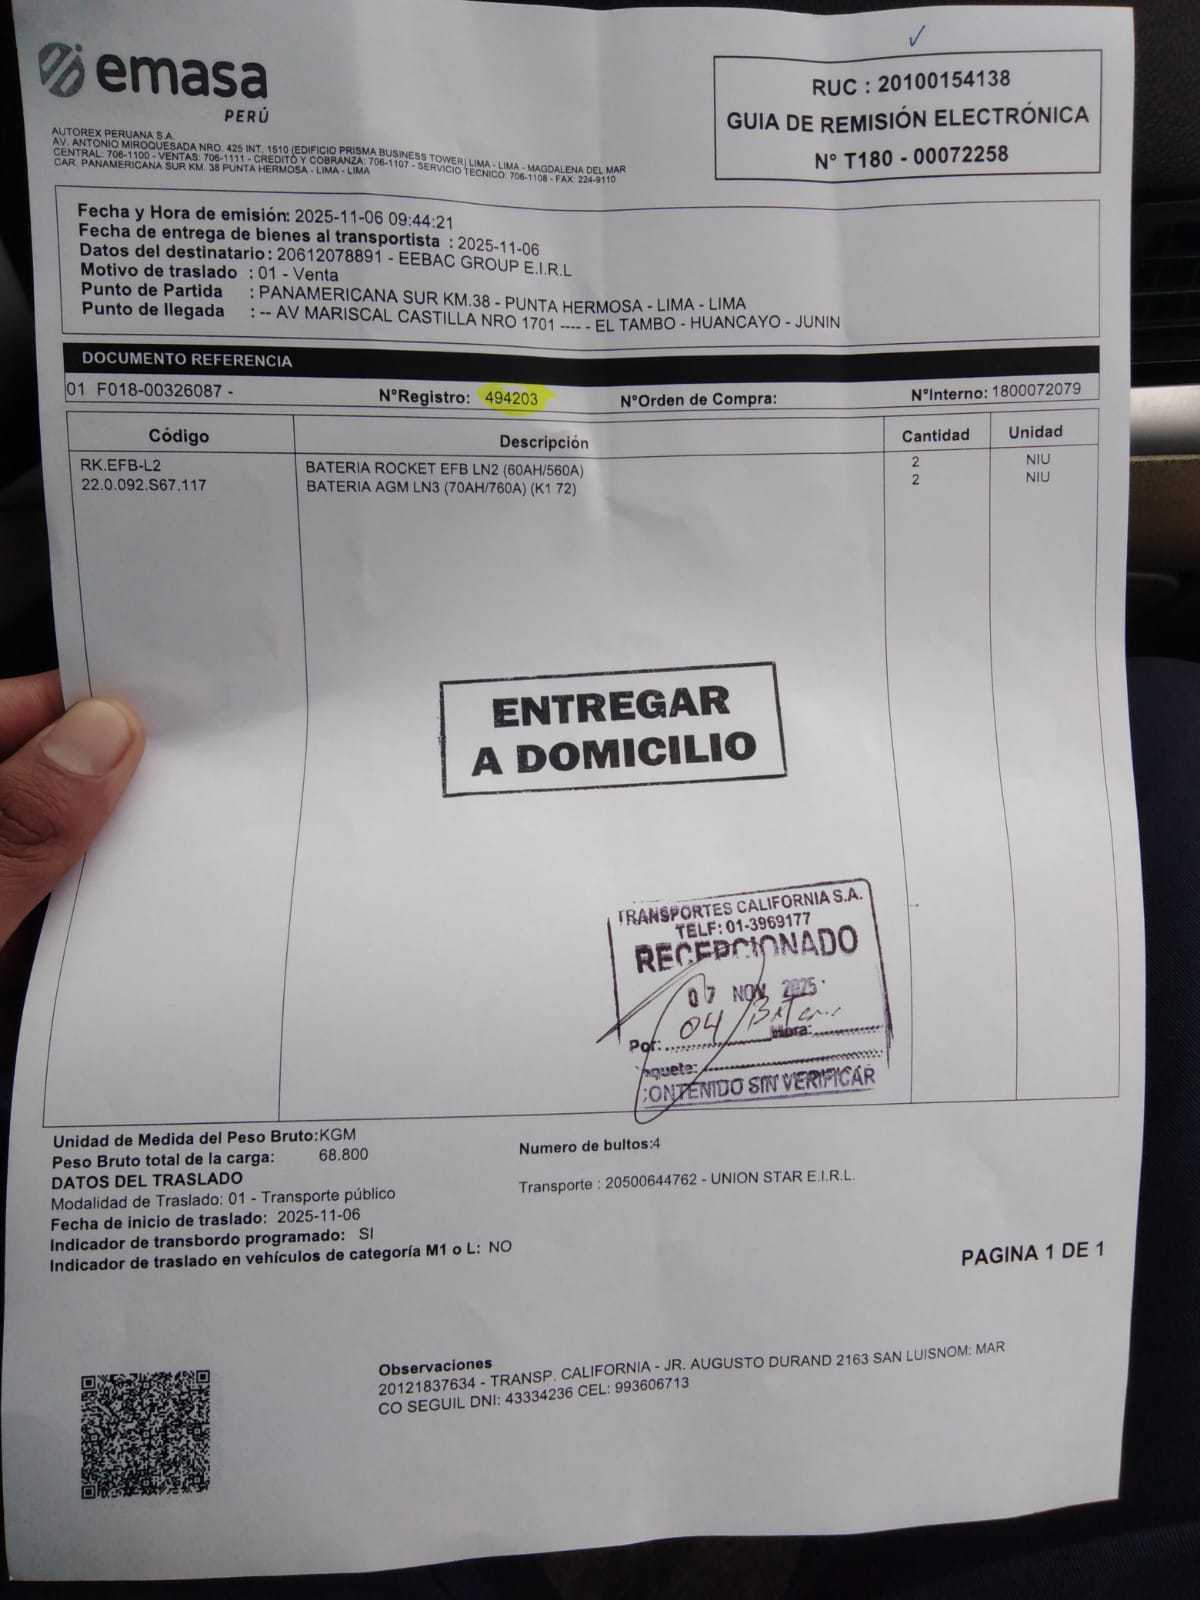 emasa
PERÚ
AUTOREX PERUANA S.A.
AV. ANTONIO MIROQUESADA NRO. 425 INT. 1510 (EDIFICIO PRISMA BUSINESS TOWER) LIMA - LIMA - MAGDALENA DEL MAR
CENTRAL: 706-1100 - VENTAS: 706-1111 - CREDITO Y COBRANZA: 706-1107 - SERVICIO TECNICO: 706-1108 - FAX: 224-9110
CAR. PANAMERICANA SUR KM. 38 PUNTA HERMOSA - LIMA - LIMA
RUC : 20100154138
GUIA DE REMISIÓN ELECTRÓNICA
N° T180 - 00072258
Fecha y Hora de emisión: 2025-11-06 09:44:21
Fecha de entrega de bienes al transportista : 2025-11-06
Datos del destinatario : 20612078891 - EEBAC GROUP E.I.R.L
Motivo de traslado : 01 - Venta
Punto de Partida : PANAMERICANA SUR KM.38 - PUNTA HERMOSA - LIMA - LIMA
Punto de llegada : -- AV MARISCAL CASTILLA NRO 1701 ---- - EL TAMBO - HUANCAYO - JUNIN
DOCUMENTO REFERENCIA
01 F018-00326087 - N°Registro: 494203 N°Orden de Compra: N°Interno: 1800072079
Código Descripción Cantidad Unidad
RK.EFB-L2 BATERIA ROCKET EFB LN2 (60AH/560A) 2 NIU
22.0.092.S67.117 BATERIA AGM LN3 (70AH/760A) (K1 72) 2 NIU
ENTREGAR
A DOMICILIO
TRANSPORTES CALIFORNIA S.A.
TELF: 01-3969177
RECEPCIONADO
07 NOV 2025
04
Por: Hora:
aquete:
CONTENIDO SIN VERIFICAR
Unidad de Medida del Peso Bruto:KGM
Peso Bruto total de la carga: 68.800
Numero de bultos:4
DATOS DEL TRASLADO
Modalidad de Traslado: 01 - Transporte público
Transporte : 20500644762 - UNION STAR E.I.R.L.
Fecha de inicio de traslado: 2025-11-06
Indicador de transbordo programado: SI
Indicador de traslado en vehículos de categoría M1 o L: NO
PAGINA 1 DE 1
Observaciones
20121837634 - TRANSP. CALIFORNIA - JR. AUGUSTO DURAND 2163 SAN LUISNOM: MAR
CO SEGUIL DNI: 43334236 CEL: 993606713